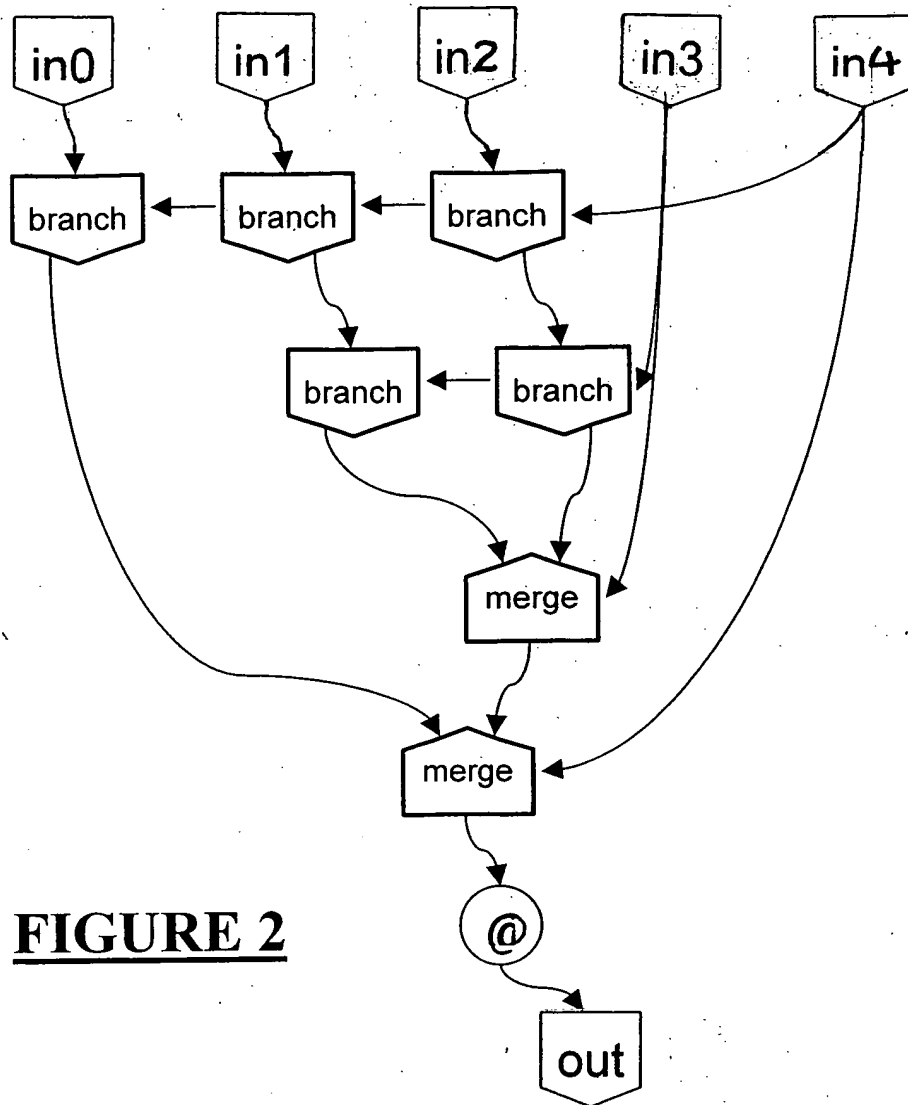 in0 in1 in2 in3 in4
branch branch branch
branch branch
merge
merge
@
FIGURE 2
out